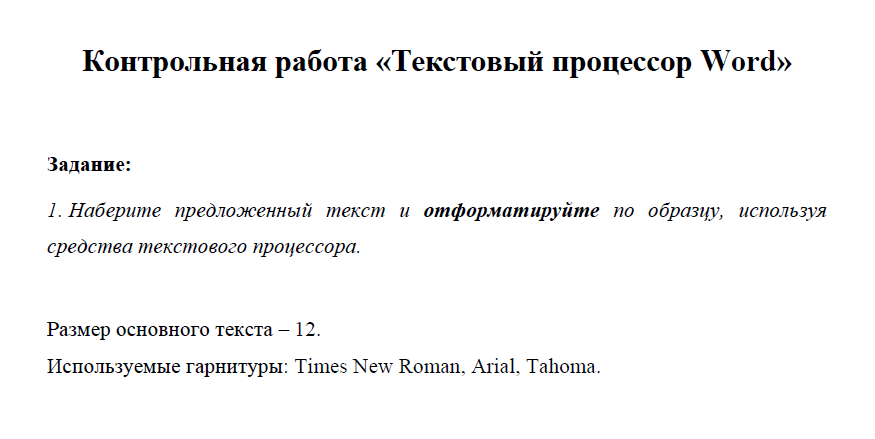 Контрольная работа «Текстовый процессор Word»
Задание:
1. Наберите предложенный текст и отформатируйте по образцу, используя
средства текстового процессора.
Размер основного текста – 12.
Используемые гарнитуры: Times New Roman, Arial, Tahoma.